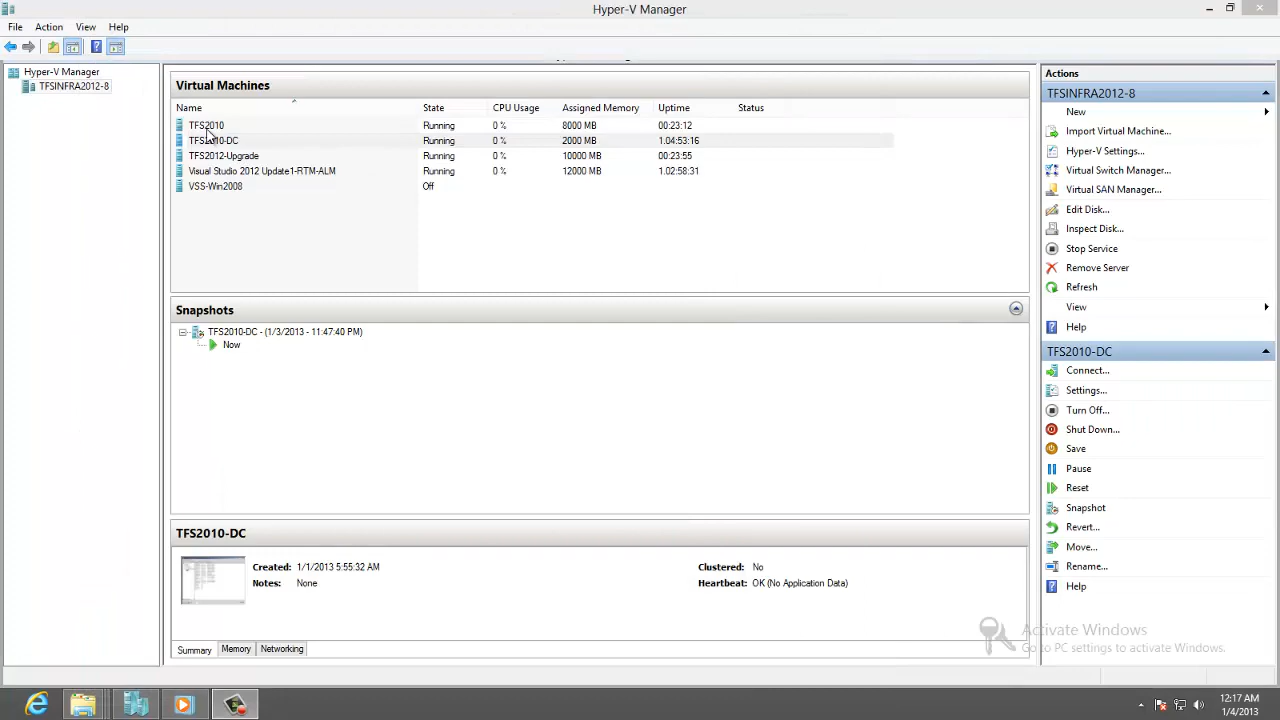 Hyper-V Manager
File Action View Help
Hyper-V Manager
TFSINFRA2012-8
Virtual Machines
Name State CPU Usage Assigned Memory Uptime Status
TFS2010 Running 0 % 8000 MB 00:23:12
TFS2010-DC Running 0 % 2000 MB 1.04:53:16
TFS2012-Upgrade Running 0 % 10000 MB 00:23:55
Visual Studio 2012 Update1-RTM-ALM Running 0 % 12000 MB 1.02:58:31
VSS-Win2008 Off
Snapshots
TFS2010-DC - (1/3/2013 - 11:47:40 PM)
Now
TFS2010-DC
Created: 1/1/2013 5:55:32 AM Clustered: No
Notes: None Heartbeat: OK (No Application Data)
Summary Memory Networking
Actions
TFSINFRA2012-8
New
Import Virtual Machine...
Hyper-V Settings...
Virtual Switch Manager...
Virtual SAN Manager...
Edit Disk...
Inspect Disk...
Stop Service
Remove Server
Refresh
View
Help
TFS2010-DC
Connect...
Settings...
Turn Off...
Shut Down...
Save
Pause
Reset
Snapshot
Revert...
Move...
Rename...
Help
Activate Windows
Go to PC settings to activate Windows.
12:17 AM
1/4/2013